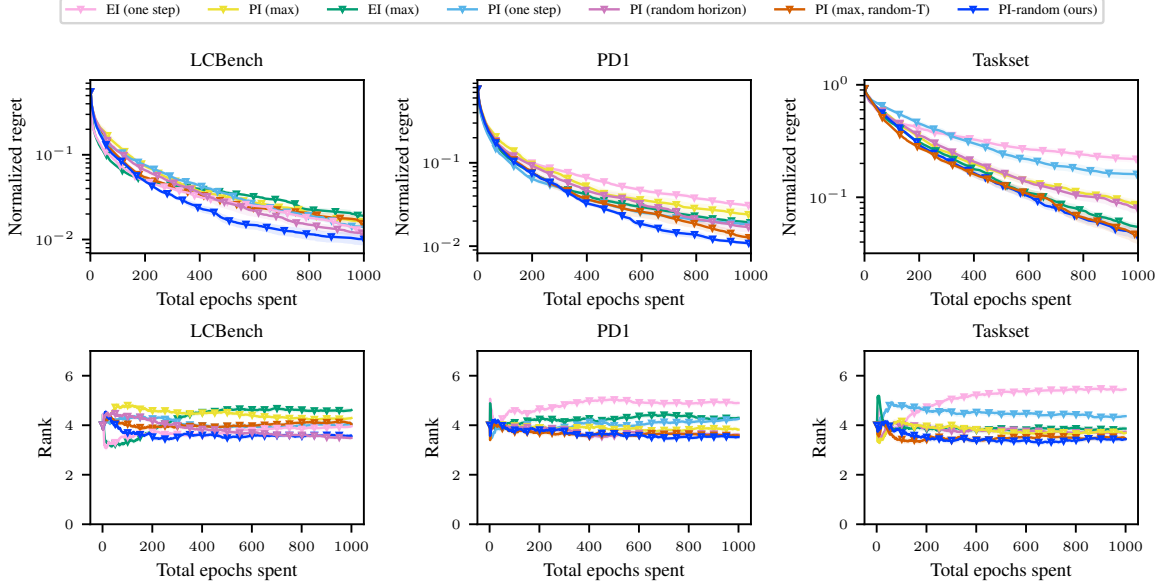 EI (one step) PI (max) EI (max) PI (one step) PI (random horizon) PI (max, random-T) PI-random (ours)
LCBench PD1 Taskset
Normalized regret Normalized regret Normalized regret
10^{-1} 10^{-1} 10^{0}
10^{-2} 10^{-2} 10^{-1}
0 200 400 600 800 1000 0 200 400 600 800 1000 0 200 400 600 800 1000
Total epochs spent Total epochs spent Total epochs spent
LCBench PD1 Taskset
Rank Rank Rank
6 6 6
4 4 4
2 2 2
0 0 0
0 200 400 600 800 1000 0 200 400 600 800 1000 0 200 400 600 800 1000
Total epochs spent Total epochs spent Total epochs spent